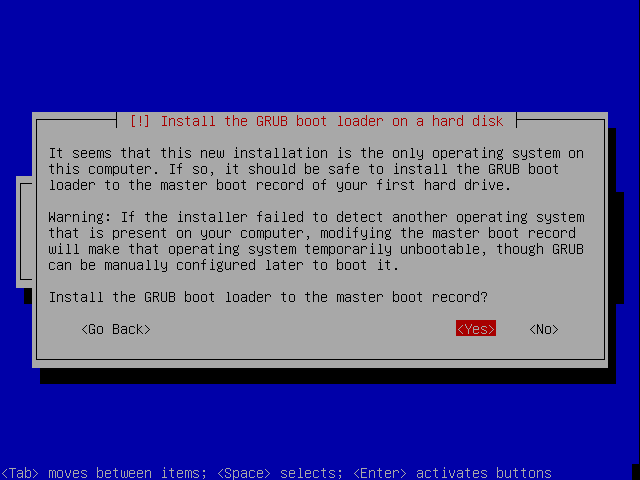 [!] Install the GRUB boot loader on a hard disk
It seems that this new installation is the only operating system on
this computer. If so, it should be safe to install the GRUB boot
loader to the master boot record of your first hard drive.
Warning: If the installer failed to detect another operating system
that is present on your computer, modifying the master boot record
will make that operating system temporarily unbootable, though GRUB
can be manually configured later to boot it.
Install the GRUB boot loader to the master boot record?
<Go Back> <Yes> <No>
<Tab> moves between items; <Space> selects; <Enter> activates buttons